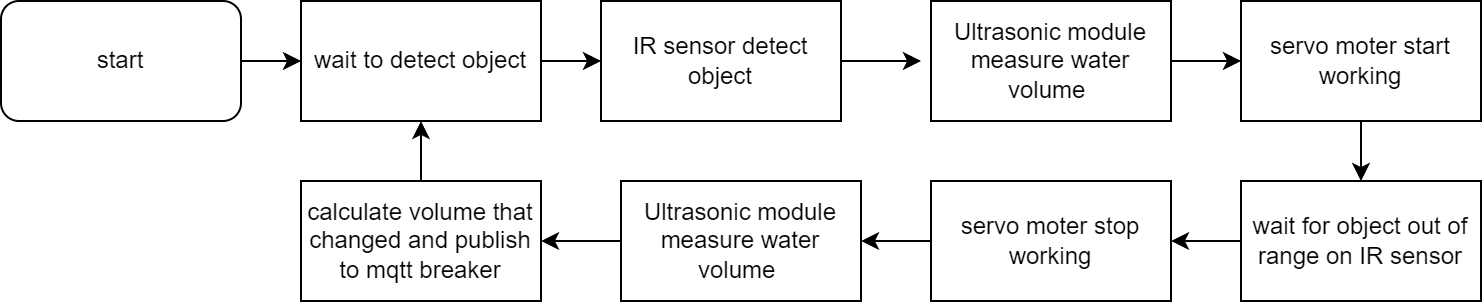 start
wait to detect object
IR sensor detect
object
Ultrasonic module
measure water
volume
servo moter start
working
wait for object out of
range on IR sensor
servo moter stop
working
Ultrasonic module
measure water
volume
calculate volume that
changed and publish
to mqtt breaker